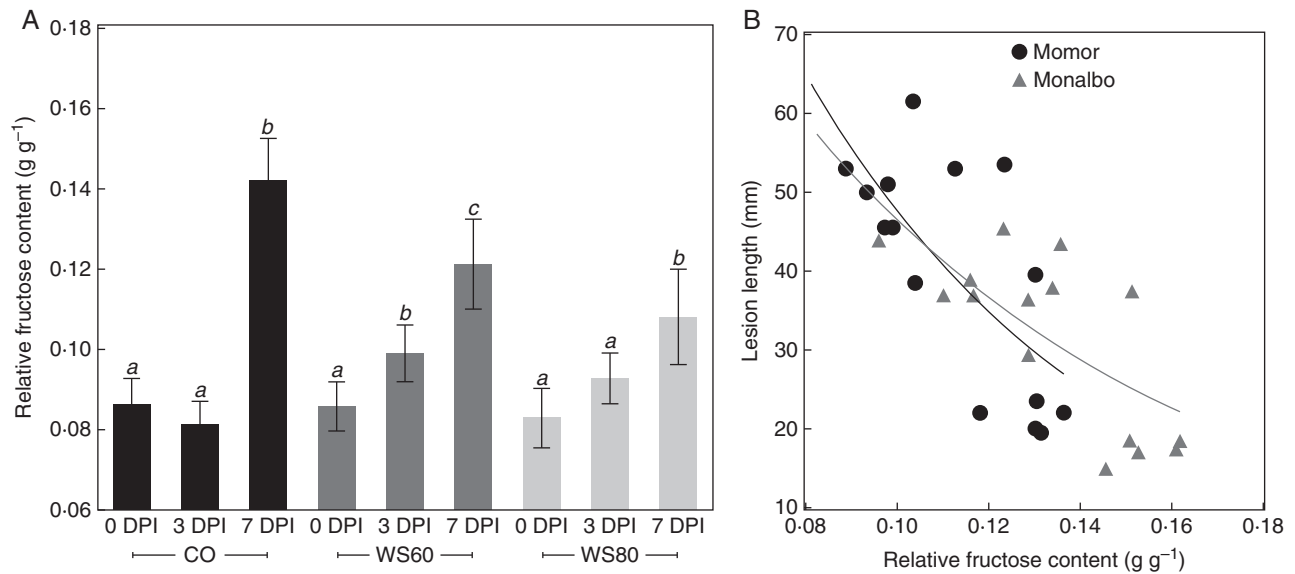 A
Relative fructose content (g g⁻¹)
0·18
0·16
0·14
0·12
0·10
0·08
0·06
a
a
b
a
b
c
a
a
b
0 DPI 3 DPI 7 DPI 0 DPI 3 DPI 7 DPI 0 DPI 3 DPI 7 DPI
CO WS60 WS80
B
Lesion length (mm)
70
60
50
40
30
20
10
Momor
Monalbo
0·08 0·10 0·12 0·14 0·16 0·18
Relative fructose content (g g⁻¹)